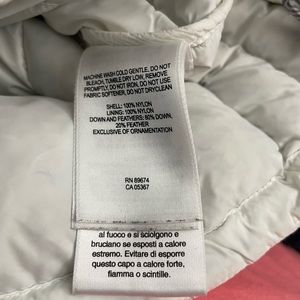 MACHINE WASH COLD GENTLE, DO NOT
BLEACH, TUMBLE DRY LOW, REMOVE
PROMPTLY, DO NOT IRON, DO NOT USE
FABRIC SOFTENER, DO NOT DRYCLEAN
SHELL: 100% NYLON
LINING: 100% NYLON
DOWN AND FEATHERS: 80% DOWN,
20% FEATHER
EXCLUSIVE OF ORNAMENTATION
RN 89674
CA 05367
al fuoco e si sciolgono e
bruciano se esposti a calore
estremo. Evitare di esporre
questo capo a calore forte,
fiamma o scintille.